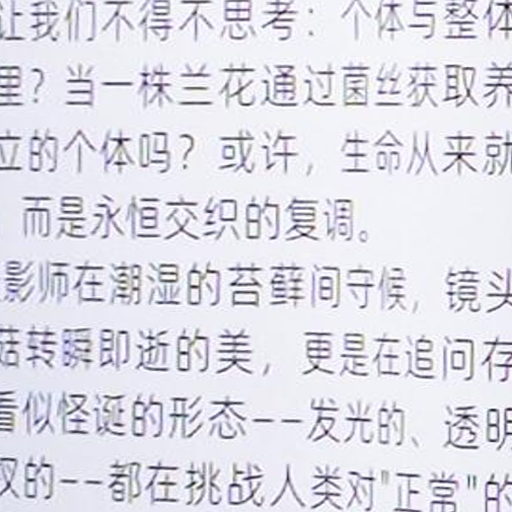 让我们不得不思考：个体与整体
里？当一株兰花通过菌丝获取养
立的个体吗？或许，生命从来就
而是永恒交织的复调。
影师在潮湿的苔藓间守候，镜头
菇转瞬即逝的美，更是在追问存
看似怪诞的形态--发光的、透明
的--都在挑战人类对"正常"的